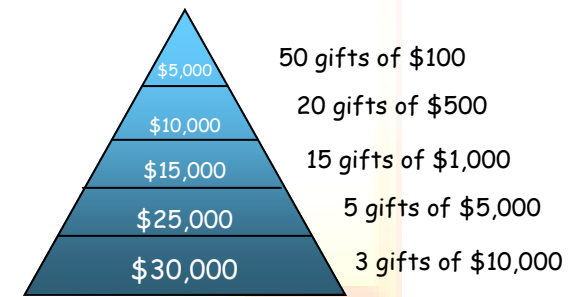 $5,000 50 gifts of $100
$10,000 20 gifts of $500
$15,000 15 gifts of $1,000
$25,000 5 gifts of $5,000
$30,000 3 gifts of $10,000